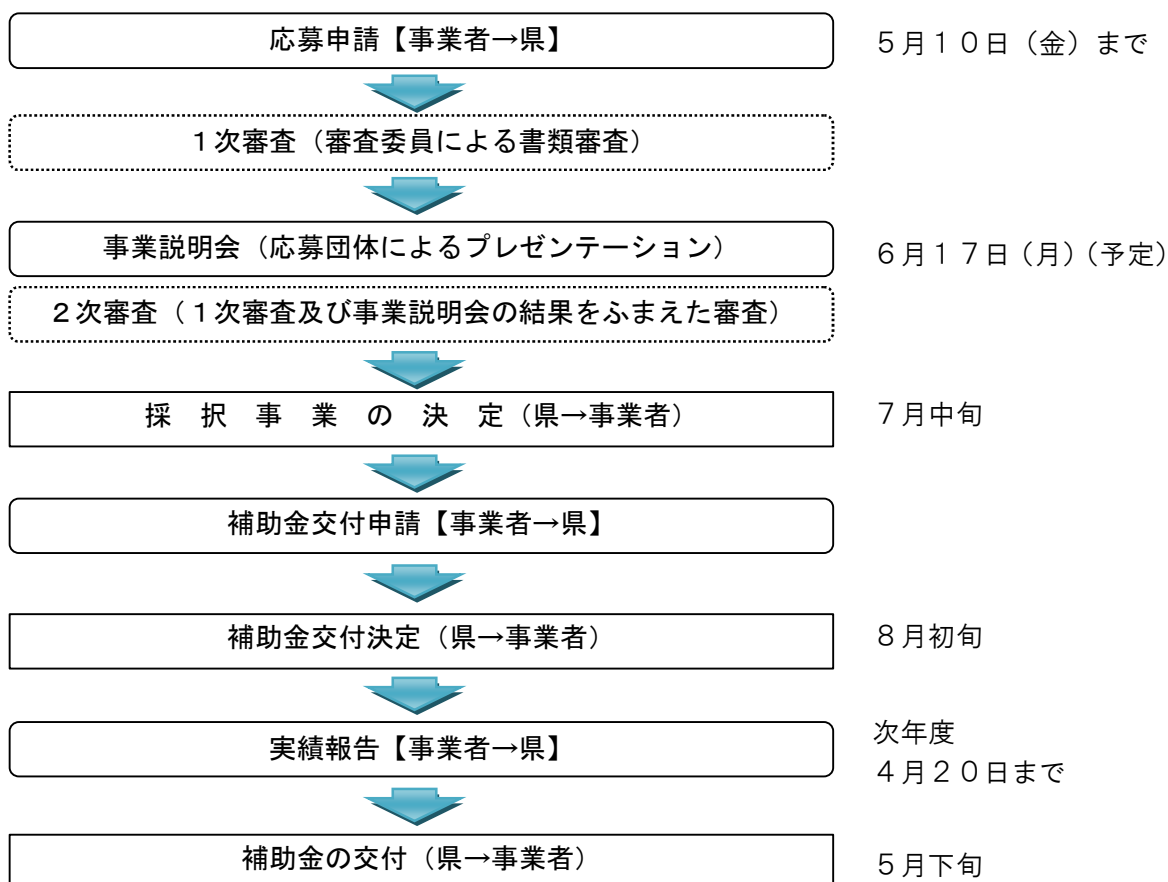 応募申請【事業者→県】
５月１０日（金）まで
１次審査（審査委員による書類審査）
事業説明会（応募団体によるプレゼンテーション）
６月１７日（月）（予定）
２次審査（１次審査及び事業説明会の結果をふまえた審査）
採　択　事　業　の　決　定（県→事業者）
７月中旬
補助金交付申請【事業者→県】
補助金交付決定（県→事業者）
８月初旬
実績報告【事業者→県】
次年度
４月２０日まで
補助金の交付（県→事業者）
５月下旬